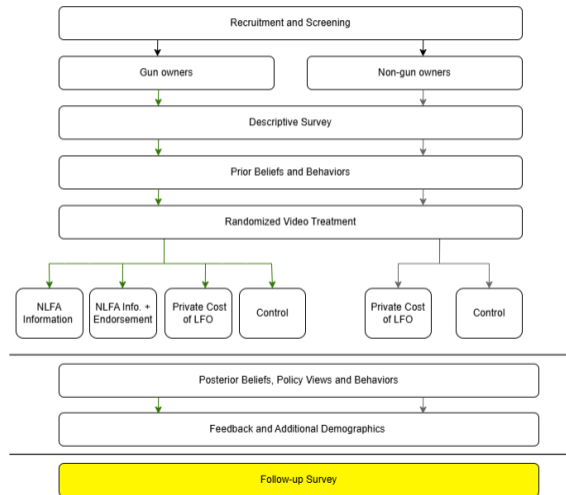 Recruitment and Screening
Gun owners
Non-gun owners
Descriptive Survey
Prior Beliefs and Behaviors
Randomized Video Treatment
NLFA
Information
NLFA Info. +
Endorsement
Private Cost
of LFO
Control
Private Cost
of LFO
Control
Posterior Beliefs, Policy Views and Behaviors
Feedback and Additional Demographics
Follow-up Survey